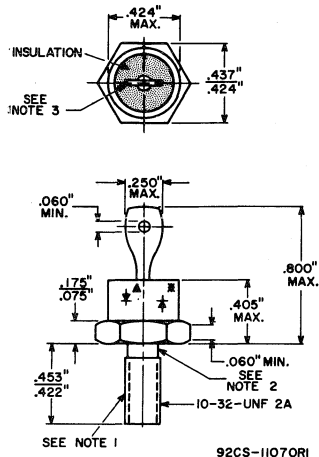 .424"
MAX.
INSULATION
.437"
.424"
SEE
NOTE 3
.250"
MAX.
.060"
MIN.
.800"
MAX.
.175"
.075"
.405"
MAX.
.060" MIN.
SEE
NOTE 2
.453"
.422"
10-32-UNF 2A
SEE NOTE 1
92CS-11070R1